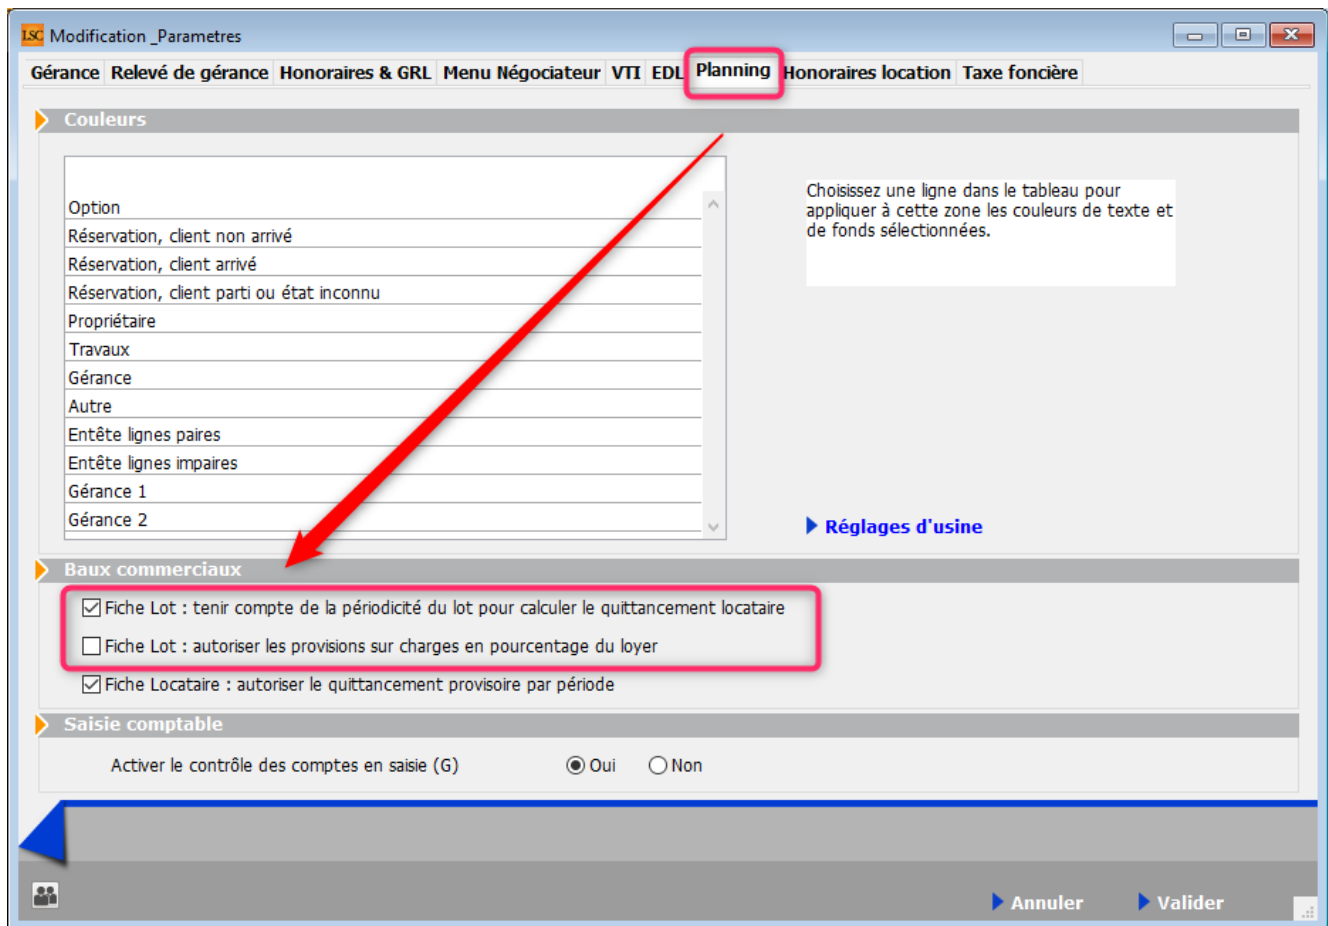 LSC Modification _Parametres
Gérance Relevé de gérance Honoraires & GRL Menu Négociateur VTI EDL Planning Honoraires location Taxe foncière
Couleurs
Option
Réservation, client non arrivé
Réservation, client arrivé
Réservation, client parti ou état inconnu
Propriétaire
Travaux
Gérance
Autre
Entête lignes paires
Entête lignes impaires
Gérance 1
Gérance 2
Choisissez une ligne dans le tableau pour
appliquer à cette zone les couleurs de texte et
de fonds sélectionnées.
Réglages d'usine
Baux commerciaux
Fiche Lot : tenir compte de la périodicité du lot pour calculer le quittancement locataire
Fiche Lot : autoriser les provisions sur charges en pourcentage du loyer
Fiche Locataire : autoriser le quittancement provisoire par période
Saisie comptable
Activer le contrôle des comptes en saisie (G) Oui Non
Annuler Valider